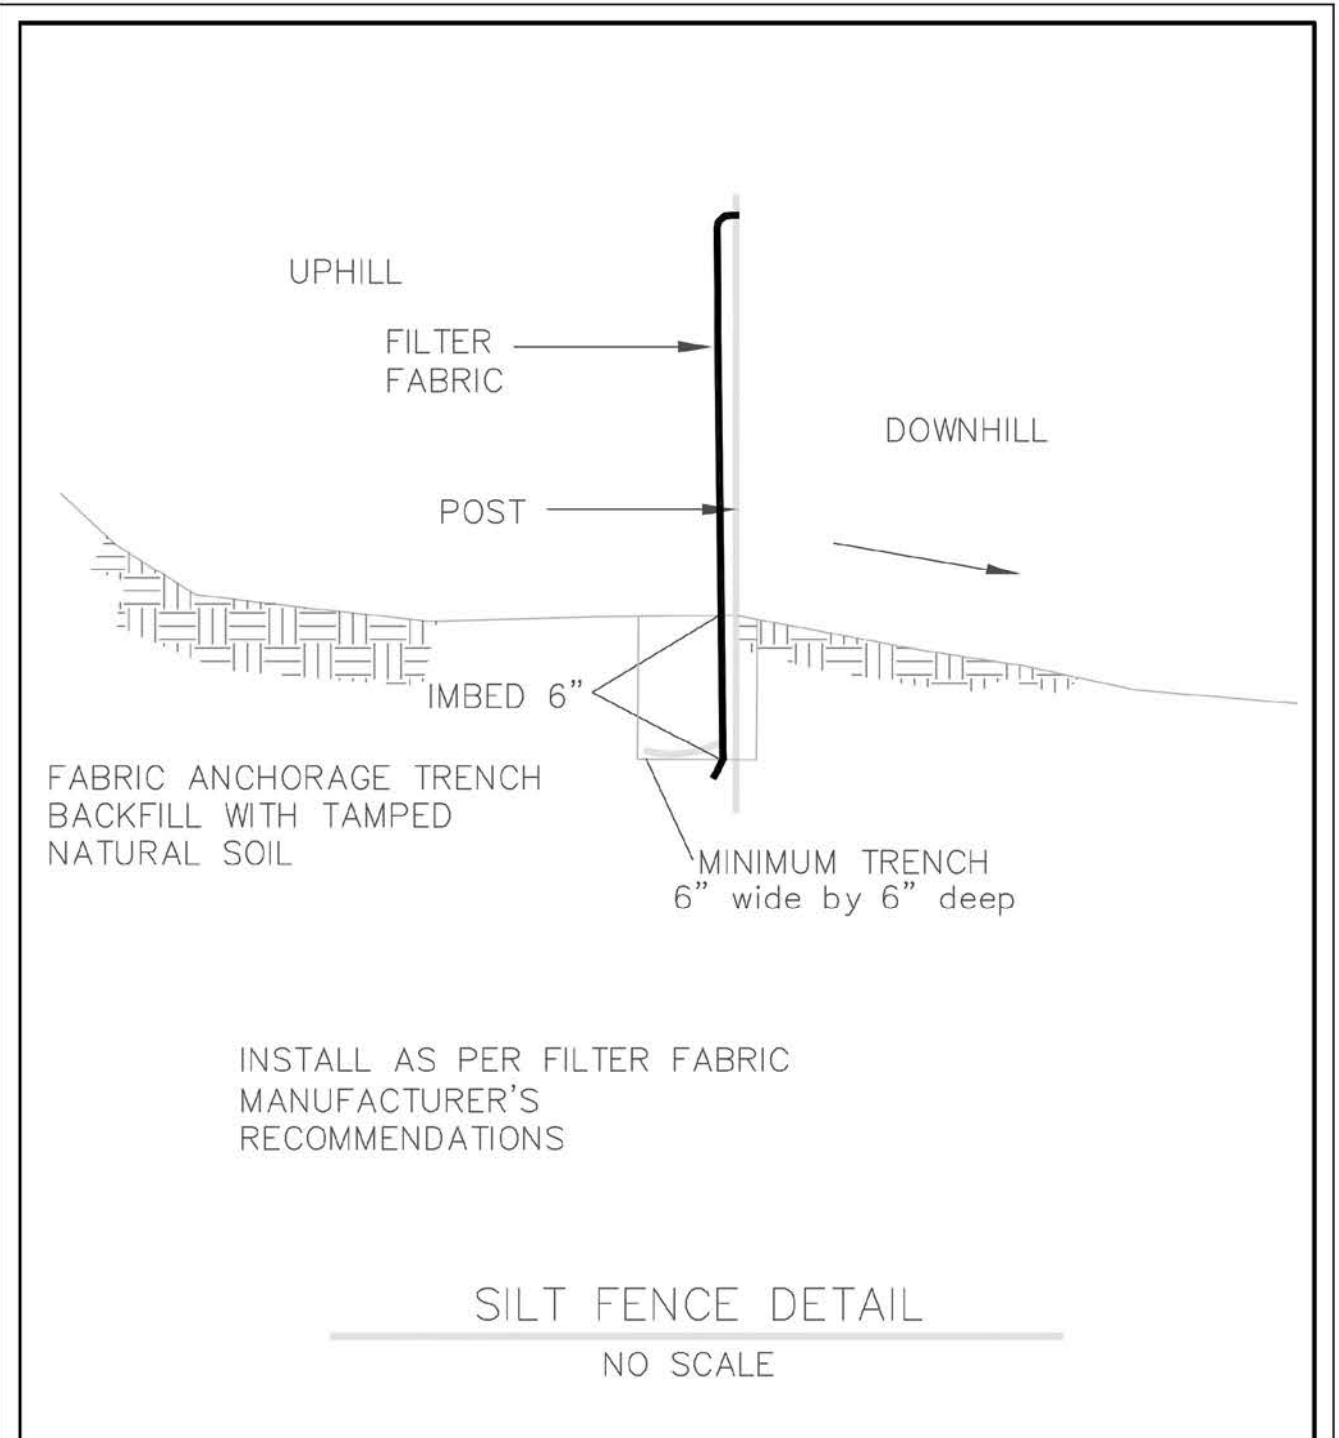 UPHILL
FILTER
FABRIC
DOWNHILL
POST
IMBED 6”
FABRIC ANCHORAGE TRENCH
BACKFILL WITH TAMPED
NATURAL SOIL
MINIMUM TRENCH
6” wide by 6” deep
INSTALL AS PER FILTER FABRIC
MANUFACTURER’S
RECOMMENDATIONS
SILT FENCE DETAIL
NO SCALE